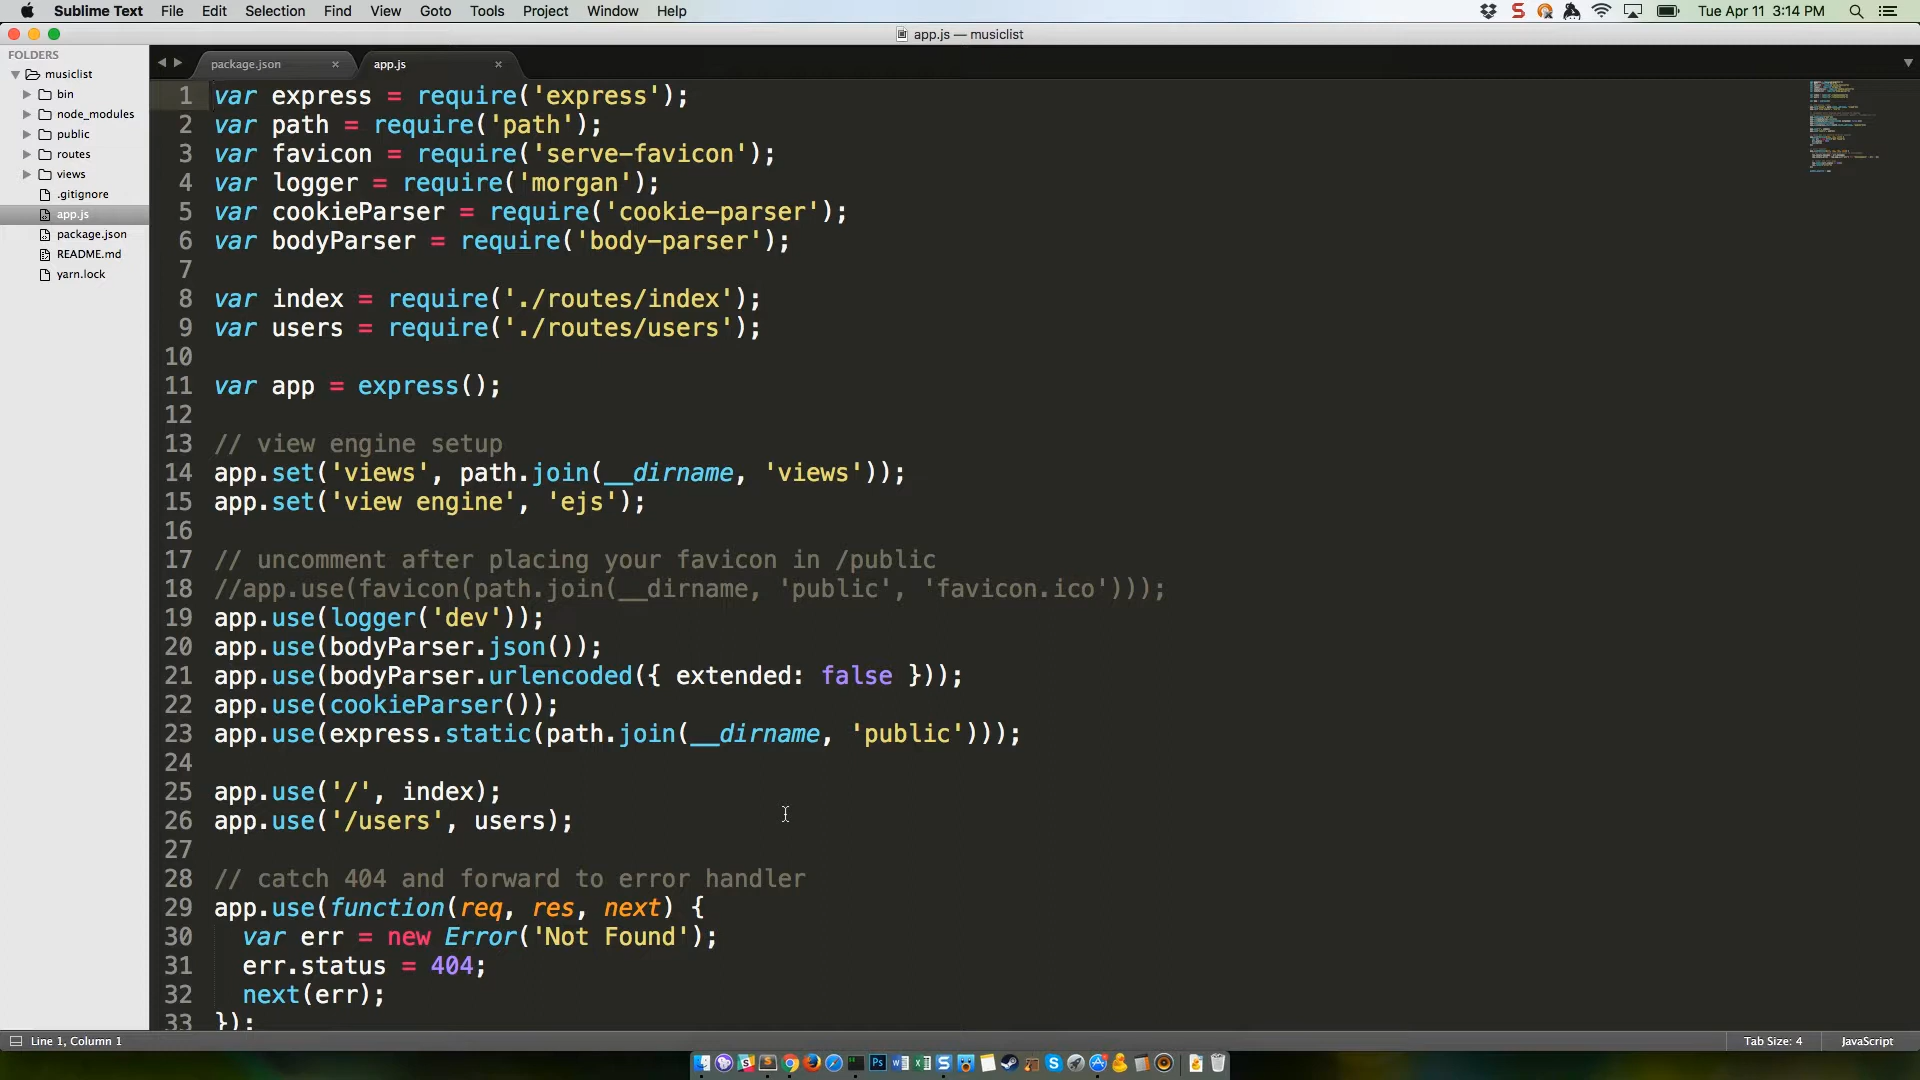 Sublime Text File Edit Selection Find View Goto Tools Project Window Help Tue Apr 11 3:14 PM
app.js — musiclist
FOLDERS
musiclist
bin
node_modules
public
routes
views
.gitignore
app.js
package.json
README.md
yarn.lock
package.json × app.js ×
1 var express = require('express');
2 var path = require('path');
3 var favicon = require('serve-favicon');
4 var logger = require('morgan');
5 var cookieParser = require('cookie-parser');
6 var bodyParser = require('body-parser');
7
8 var index = require('./routes/index');
9 var users = require('./routes/users');
10
11 var app = express();
12
13 // view engine setup
14 app.set('views', path.join(__dirname, 'views'));
15 app.set('view engine', 'ejs');
16
17 // uncomment after placing your favicon in /public
18 //app.use(favicon(path.join(__dirname, 'public', 'favicon.ico')));
19 app.use(logger('dev'));
20 app.use(bodyParser.json());
21 app.use(bodyParser.urlencoded({ extended: false }));
22 app.use(cookieParser());
23 app.use(express.static(path.join(__dirname, 'public')));
24
25 app.use('/', index);
26 app.use('/users', users);
27
28 // catch 404 and forward to error handler
29 app.use(function(req, res, next) {
30 var err = new Error('Not Found');
31 err.status = 404;
32 next(err);
33 });
Line 1, Column 1 Tab Size: 4 JavaScript